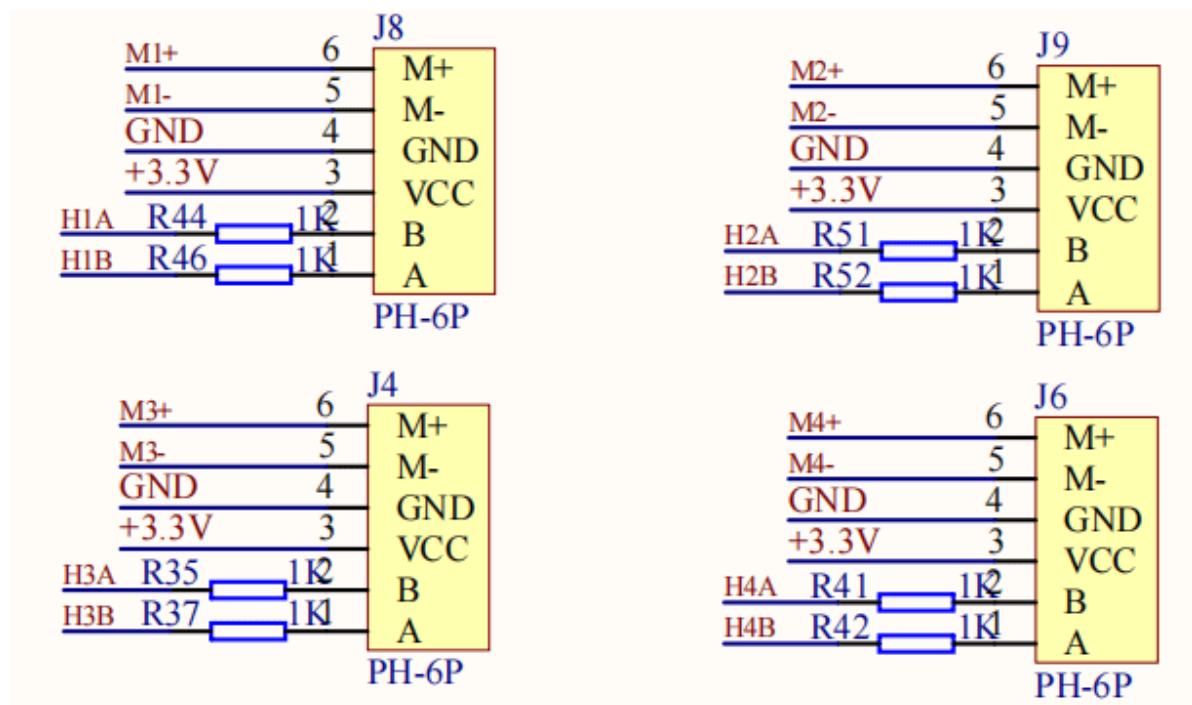 J8
M1+ 6 M+
M1- 5 M-
GND 4 GND
+3.3V 3 VCC
H1A R44 1K 2 B
H1B R46 1K 1 A
PH-6P
J9
M2+ 6 M+
M2- 5 M-
GND 4 GND
+3.3V 3 VCC
H2A R51 1K 2 B
H2B R52 1K 1 A
PH-6P
J4
M3+ 6 M+
M3- 5 M-
GND 4 GND
+3.3V 3 VCC
H3A R35 1K 2 B
H3B R37 1K 1 A
PH-6P
J6
M4+ 6 M+
M4- 5 M-
GND 4 GND
+3.3V 3 VCC
H4A R41 1K 2 B
H4B R42 1K 1 A
PH-6P